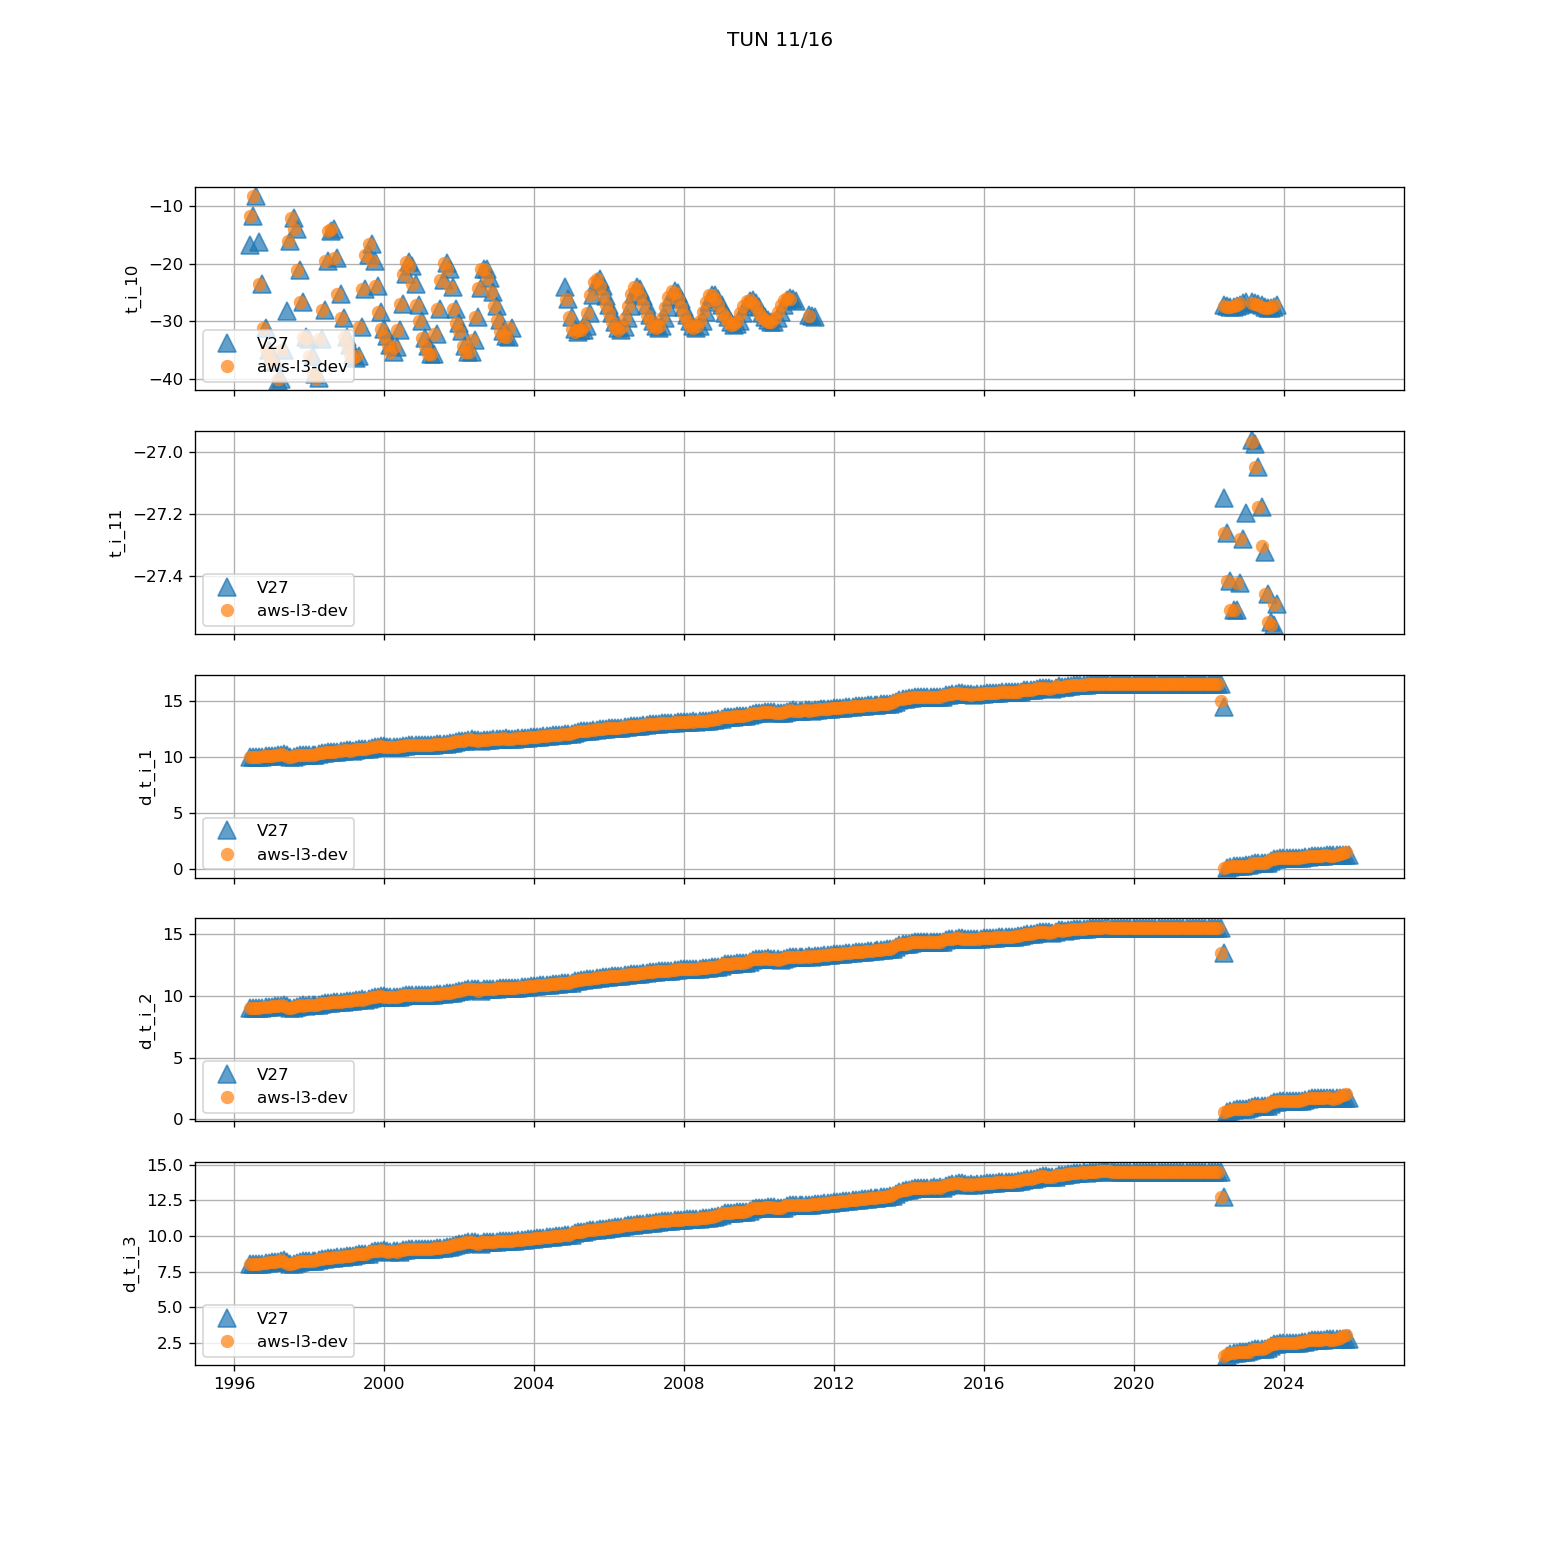 TUN 11/16
−10
−20
−30
−40
t_i_10
V27
aws-l3-dev
−27.0
−27.2
−27.4
t_i_11
V27
aws-l3-dev
15
10
5
0
d_t_i_1
V27
aws-l3-dev
15
10
5
0
d_t_i_2
V27
aws-l3-dev
15.0
12.5
10.0
7.5
5.0
2.5
d_t_i_3
V27
aws-l3-dev
1996 2000 2004 2008 2012 2016 2020 2024